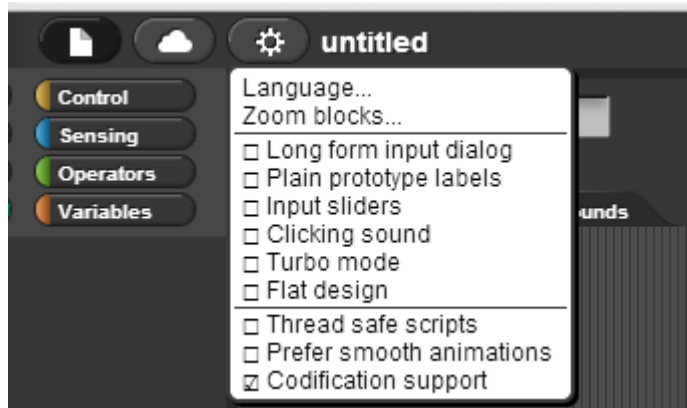 untitled
Control
Sensing
Operators
Variables
Language...
Zoom blocks...
Long form input dialog
Plain prototype labels
Input sliders
Clicking sound
Turbo mode
Flat design
Thread safe scripts
Prefer smooth animations
Codification support